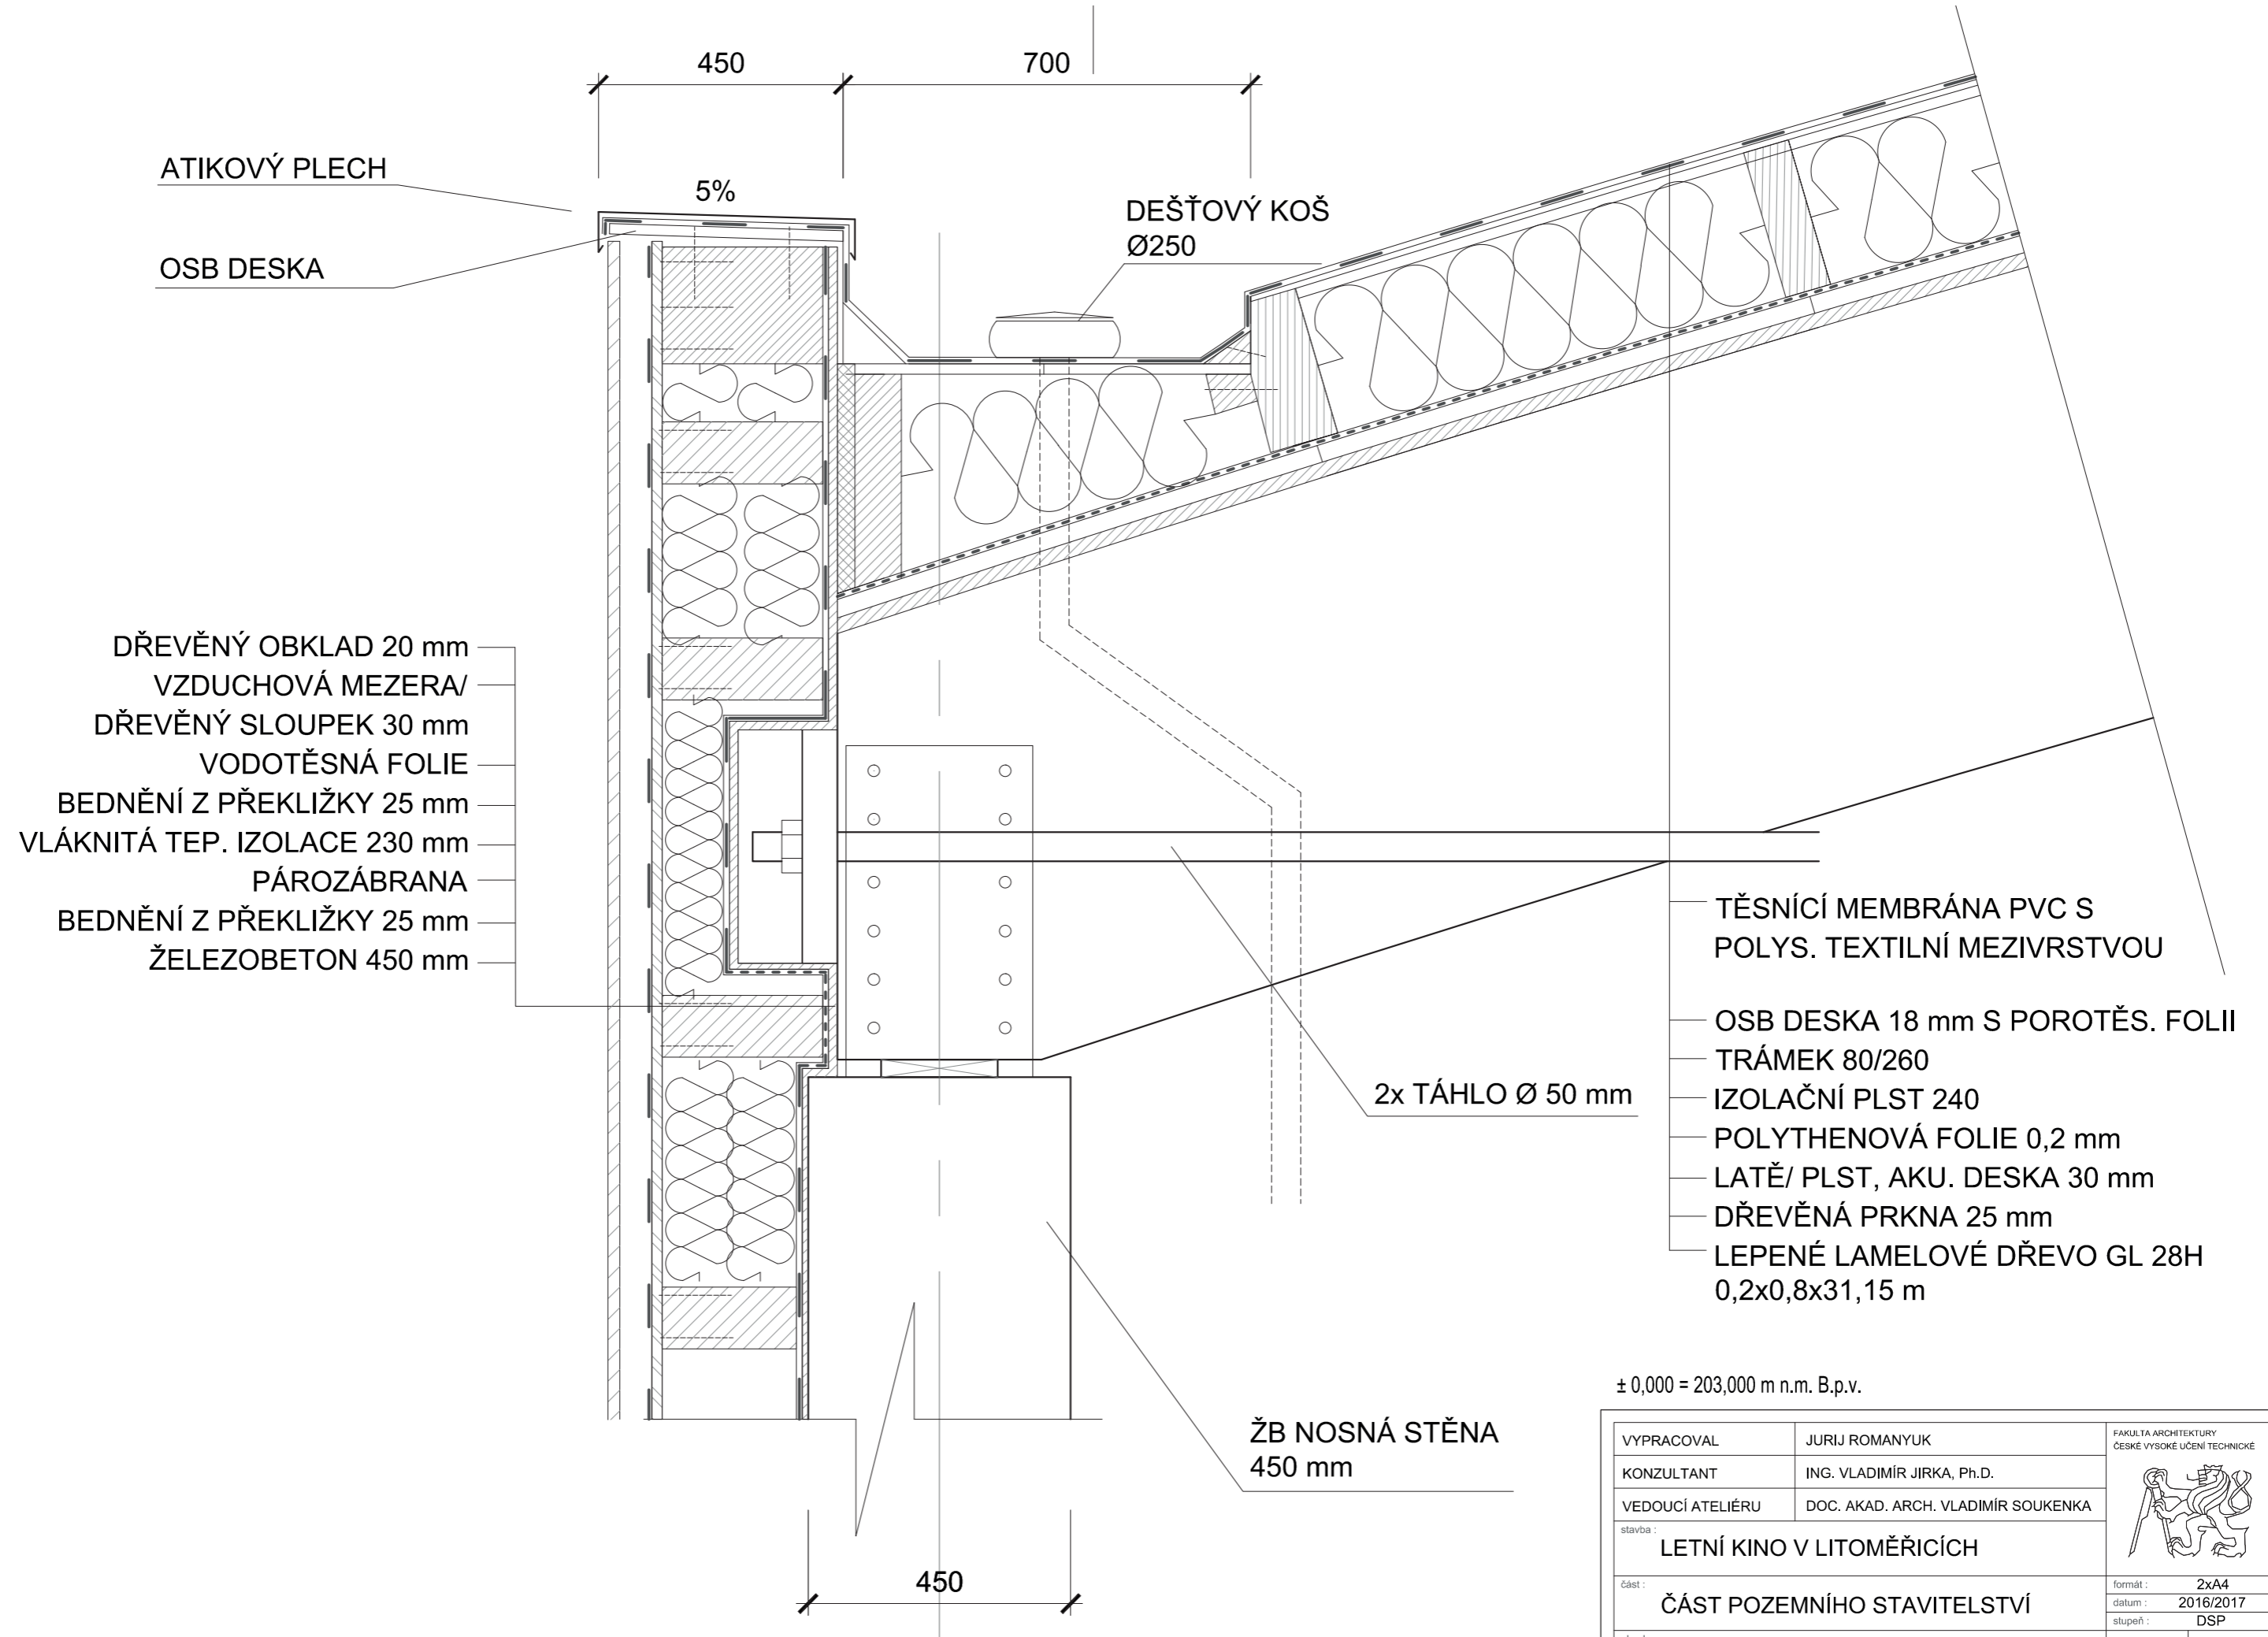 450
700
ATIKOVÝ PLECH
5%
OSB DESKA
DEŠŤOVÝ KOŠ
Ø250
DŘEVĚNÝ OBKLAD 20 mm
VZDUCHOVÁ MEZERA/
DŘEVĚNÝ SLOUPEK 30 mm
VODOTĚSNÁ FOLIE
BEDNĚNÍ Z PŘEKLIŽKY 25 mm
VLÁKNITÁ TEP. IZOLACE 230 mm
PÁROZÁBRANA
BEDNĚNÍ Z PŘEKLIŽKY 25 mm
ŽELEZOBETON 450 mm
TĚSNÍCÍ MEMBRÁNA PVC S
POLYS. TEXTILNÍ MEZIVRSTVOU
OSB DESKA 18 mm S POROTĚS. FOLII
TRÁMEK 80/260
IZOLAČNÍ PLST 240
POLYTHENOVÁ FOLIE 0,2 mm
LATĚ/ PLST, AKU. DESKA 30 mm
DŘEVĚNÁ PRKNA 25 mm
LEPENÉ LAMELOVÉ DŘEVO GL 28H
0,2x0,8x31,15 m
2x TÁHLO Ø 50 mm
ŽB NOSNÁ STĚNA
450 mm
450
± 0,000 = 203,000 m n.m. B.p.v.
VYPRACOVAL JURIJ ROMANYUK
KONZULTANT ING. VLADIMÍR JIRKA, Ph.D.
VEDOUCÍ ATELIÉRU DOC. AKAD. ARCH. VLADIMÍR SOUKENKA
FAKULTA ARCHITEKTURY
ČESKÉ VYSOKÉ UČENÍ TECHNICKÉ
stavba :
LETNÍ KINO V LITOMĚŘICÍCH
část :
ČÁST POZEMNÍHO STAVITELSTVÍ
formát : 2xA4
datum : 2016/2017
stupeň : DSP